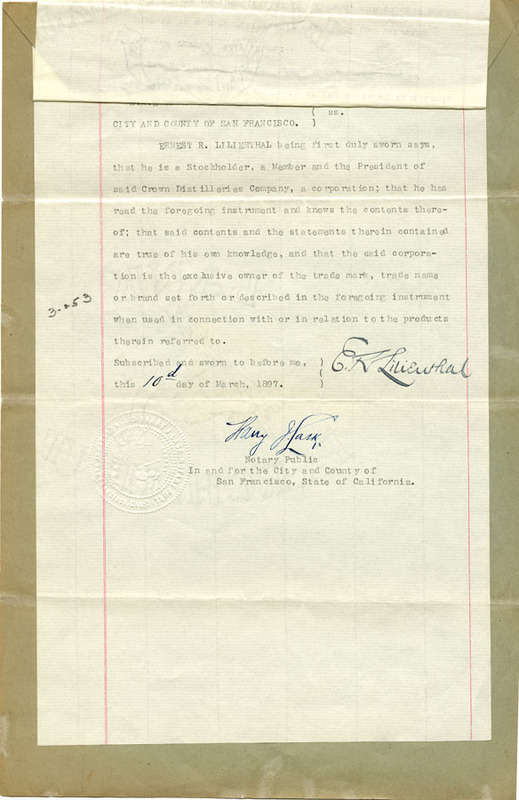 ( ss.
CITY AND COUNTY OF SAN FRANCISCO. )
ERNEST R. LILIENTHAL being first duly sworn says,
that he is a Stockholder, a Member and the President of
said Crown Distilleries Company, a corporation; that he has
read the foregoing instrument and knows the contents there-
of; that said contents and the statements therein contained
are true of his own knowledge, and that the said corpora-
tion is the exclusive owner of the trade mark, trade name
or brand set forth or described in the foregoing instrument
when used in connection with or in relation to the products
therein referred to.
Subscribed and sworn to before me, ) E. R. Lilienthal
(
this 10d day of March, 1897. )
3-253
Harry J. Lask,
Notary Public
In and for the City and County of
San Francisco, State of California.